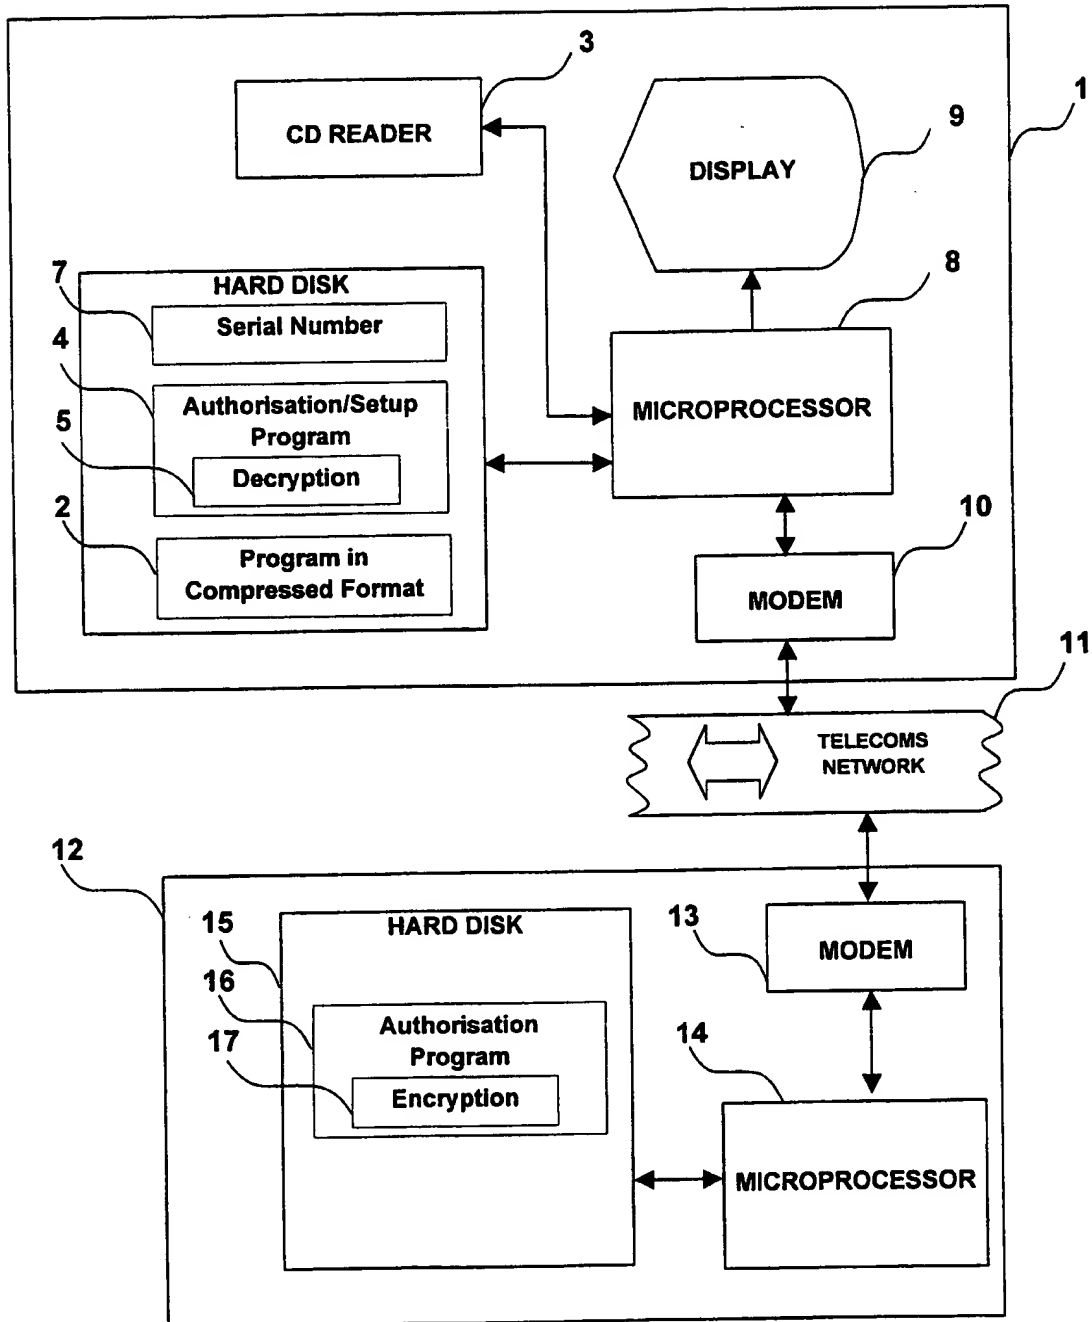 3
1
CD READER
9
DISPLAY
7
HARD DISK
8
Serial Number
4
Authorisation/Setup
Program
5
Decryption
MICROPROCESSOR
2
Program in
Compressed Format
10
MODEM
11
TELECOMS
NETWORK
12
15
HARD DISK
13
MODEM
16
Authorisation
Program
17
Encryption
14
MICROPROCESSOR